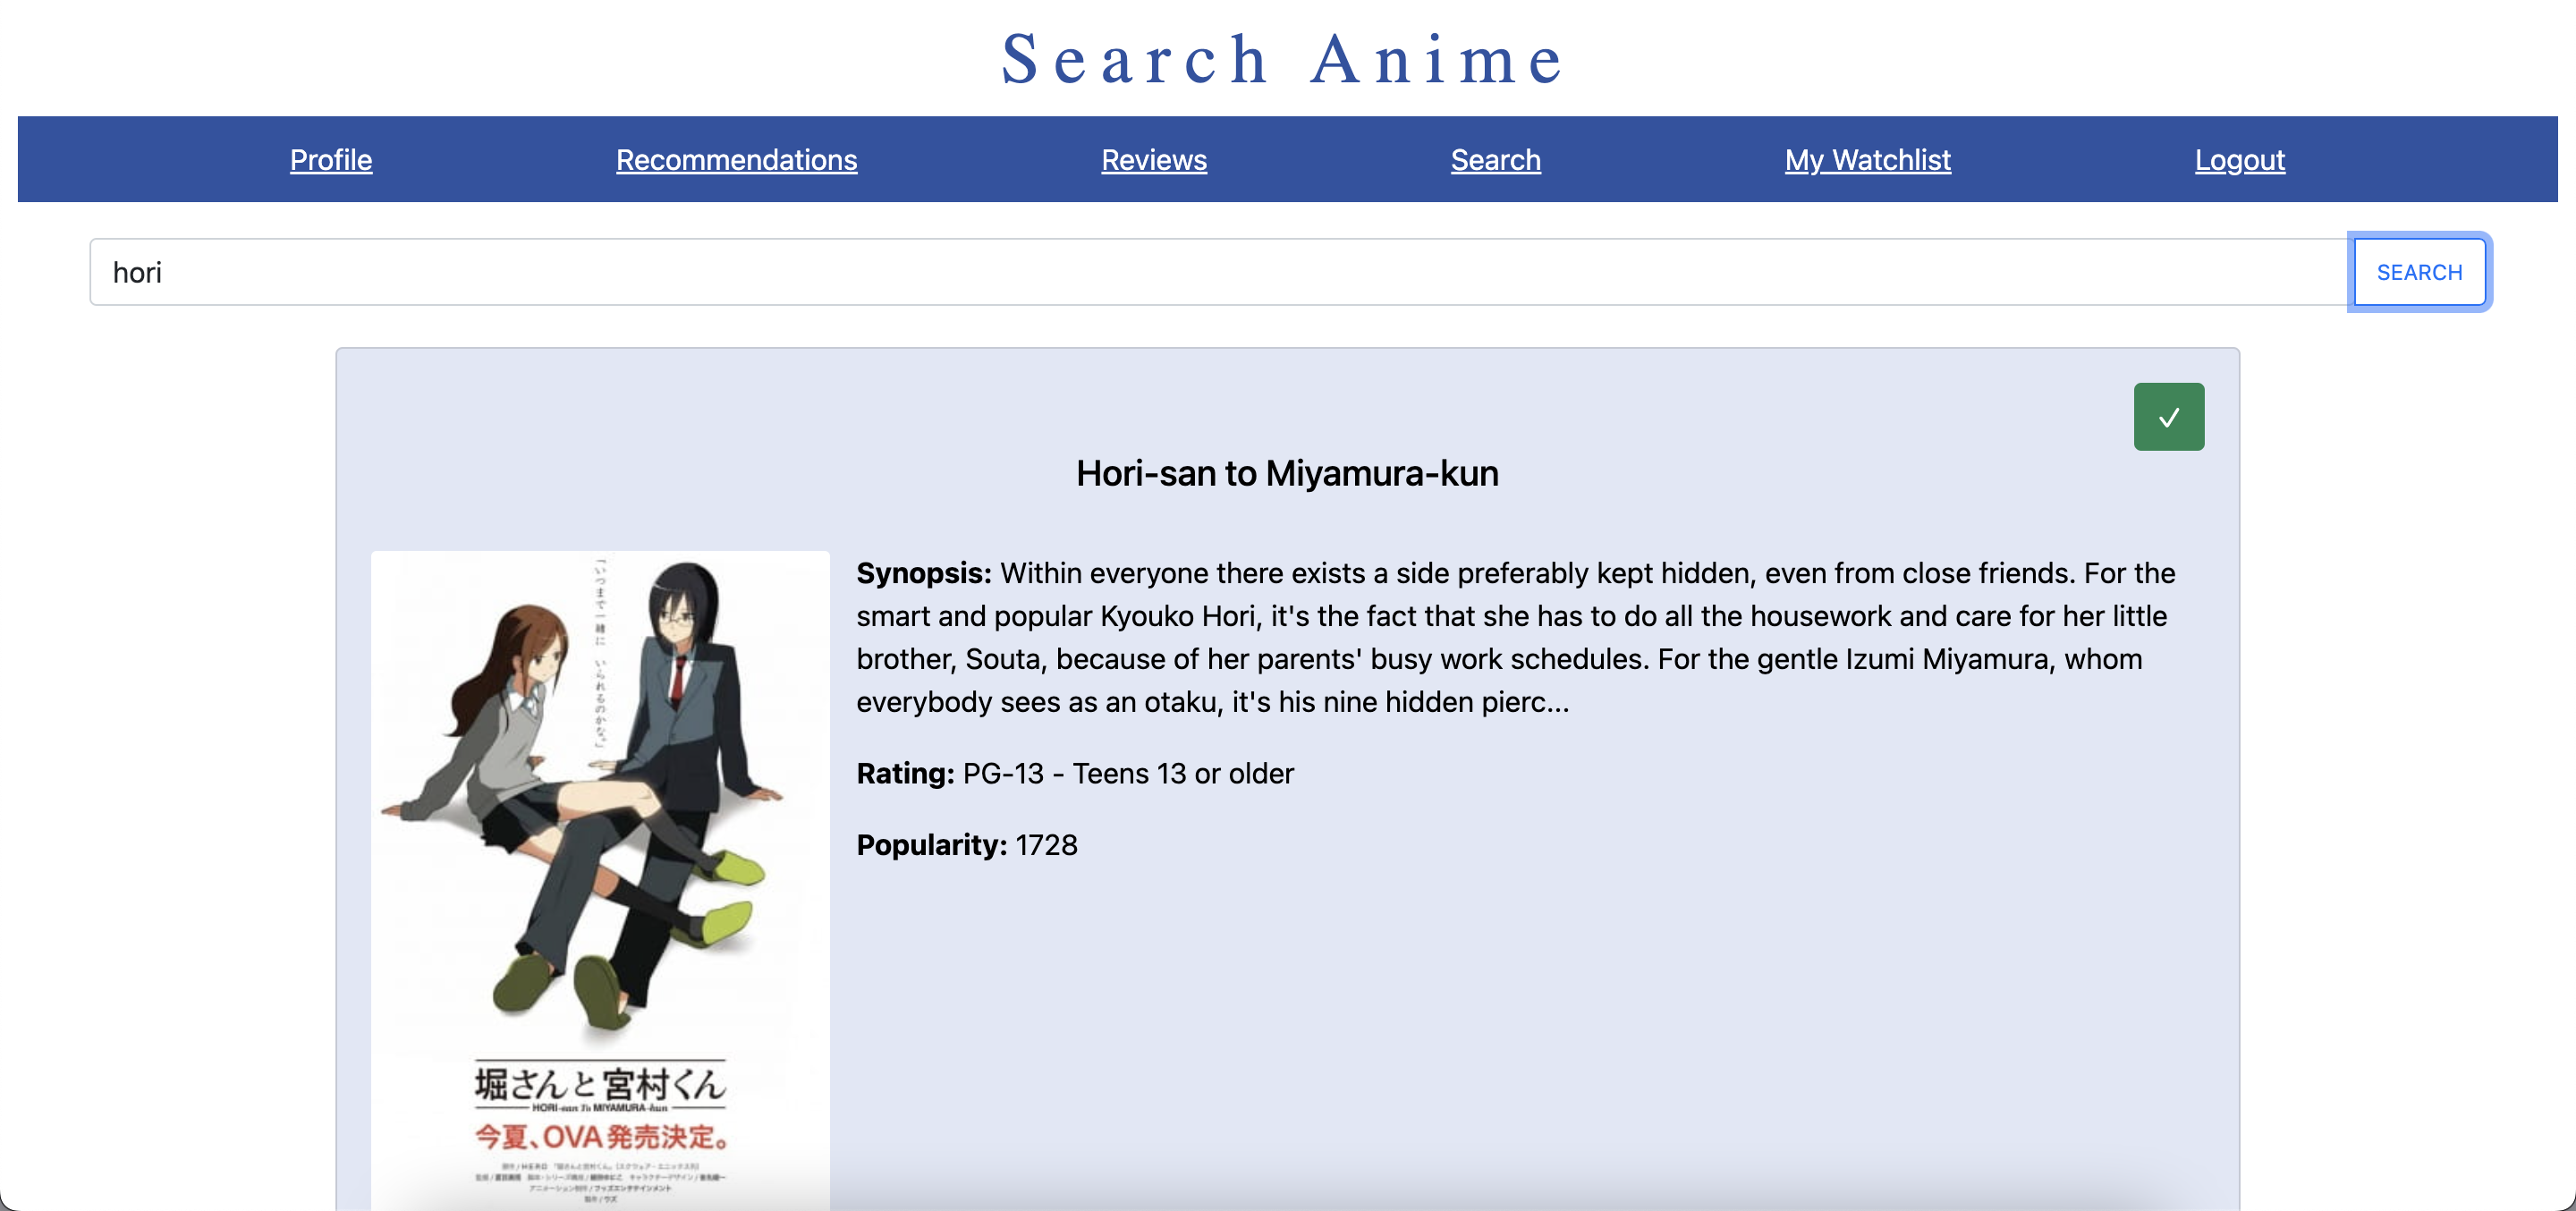 Search Anime
Profile Recommendations Reviews Search My Watchlist Logout
hori SEARCH
Hori-san to Miyamura-kun
「いつまで一緒に いられるのかな。」
Synopsis: Within everyone there exists a side preferably kept hidden, even from close friends. For the
smart and popular Kyouko Hori, it's the fact that she has to do all the housework and care for her little
brother, Souta, because of her parents' busy work schedules. For the gentle Izumi Miyamura, whom
everybody sees as an otaku, it's his nine hidden pierc...
Rating: PG-13 - Teens 13 or older
Popularity: 1728
堀さんと宮村くん
HORI-san To MIYAMURA-kun
今夏、OVA発売決定。